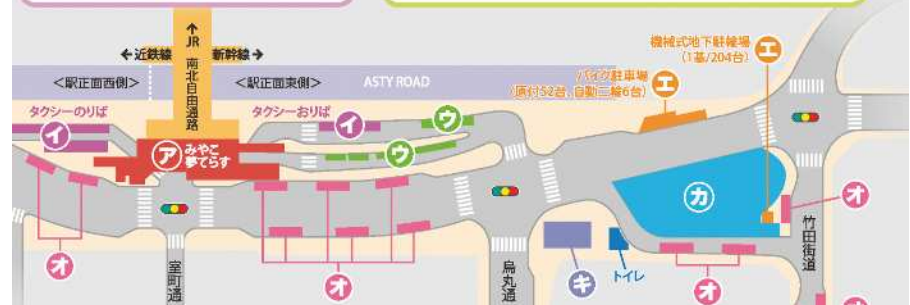 ↑JR 南北自由通路
←近鉄線
新幹線→
<駅正面西側>
<駅正面東側>
ASTY ROAD
機械式地下駐輪場
(1基/204台)
エ
バイク駐車場
(原付52台、自動二輪6台)
エ
タクシーのりば
イ
タクシーおりば
イ
ウ
ウ
ア
みやこ
夢てらす
カ
オ
竹田街道
オ
オ
室町通
烏丸通
キ
トイレ
オ
オ